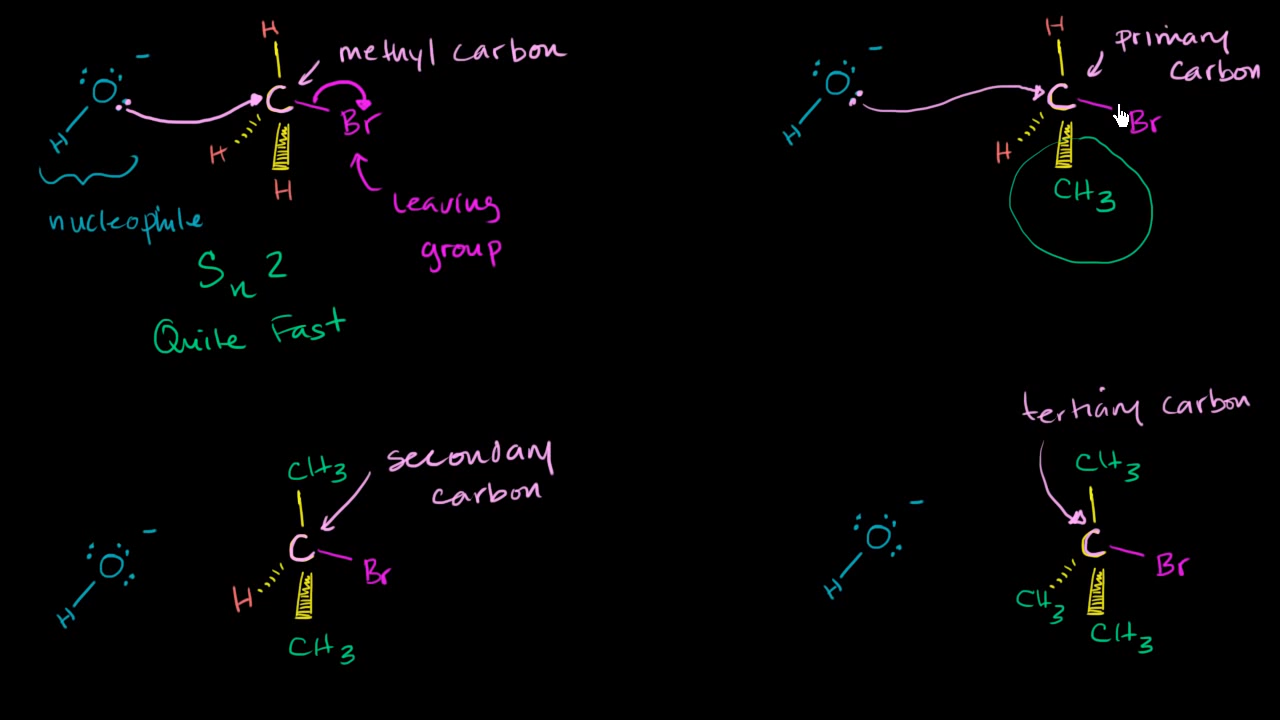 H
methyl carbon
O
−
C
Br
H
H
H
nucleophile
leaving
group
Sn2
Quite Fast
H
primary
carbon
O
−
C
Br
H
H
CH3
CH3
secondary
carbon
O
−
C
Br
H
H
CH3
tertiary carbon
CH3
O
−
C
Br
H
CH3
CH3